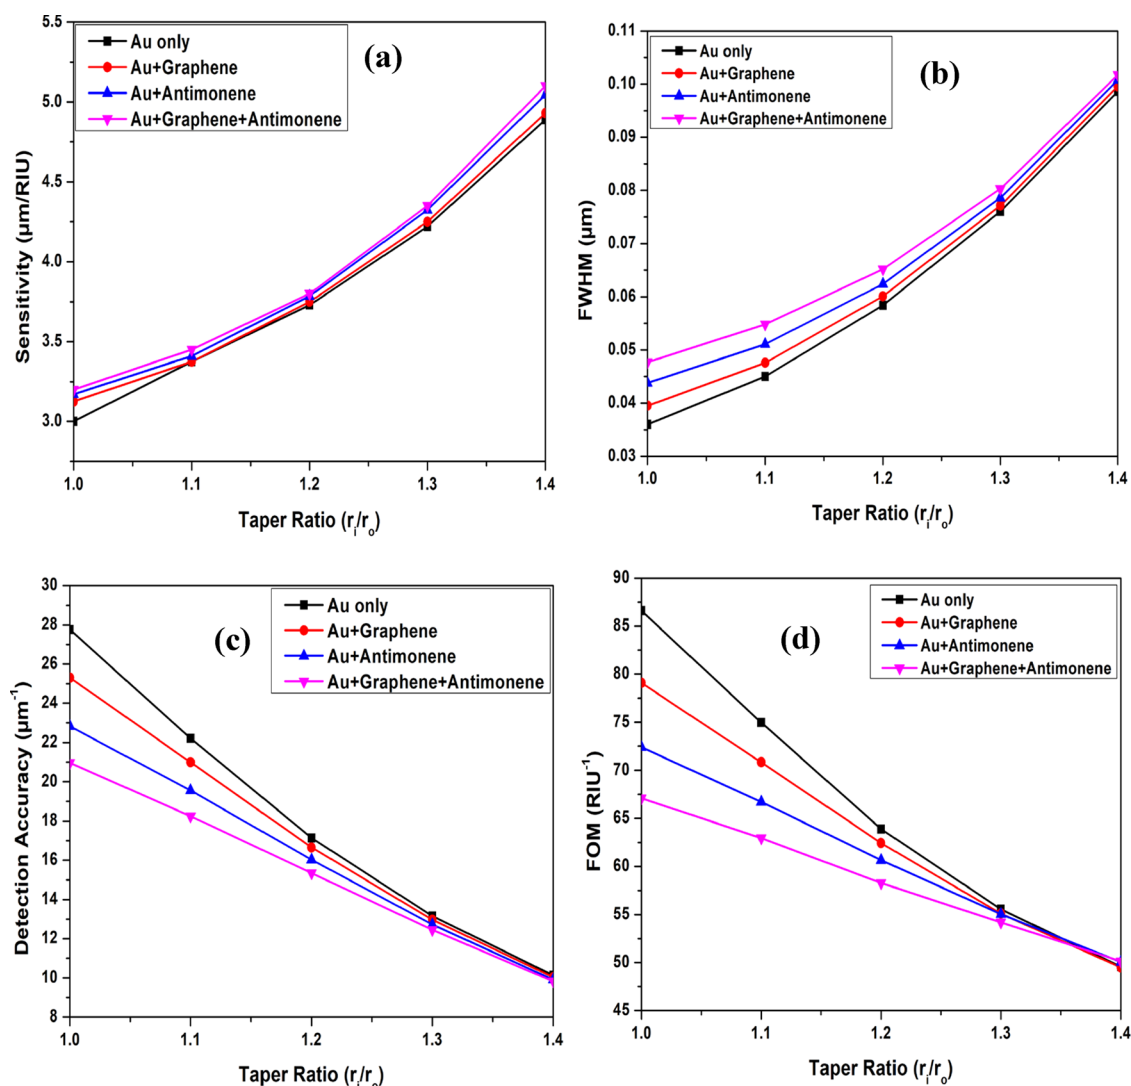 (a)
Au only
Au+Graphene
Au+Antimonene
Au+Graphene+Antimonene
5.5
5.0
4.5
4.0
3.5
3.0
Sensitivity (µm/RIU)
1.0 1.1 1.2 1.3 1.4
Taper Ratio (ri/ro)
(b)
Au only
Au+Graphene
Au+Antimonene
Au+Graphene+Antimonene
0.11
0.10
0.09
0.08
0.07
0.06
0.05
0.04
0.03
FWHM (µm)
1.0 1.1 1.2 1.3 1.4
Taper Ratio (ri/ro)
(c)
Au only
Au+Graphene
Au+Antimonene
Au+Graphene+Antimonene
30
28
26
24
22
20
18
16
14
12
10
8
Detection Accuracy (µm-1)
1.0 1.1 1.2 1.3 1.4
Taper Ratio (ri/ro)
(d)
Au only
Au+Graphene
Au+Antimonene
Au+Graphene+Antimonene
90
85
80
75
70
65
60
55
50
45
FOM (RIU-1)
1.0 1.1 1.2 1.3 1.4
Taper Ratio (ri/ro)